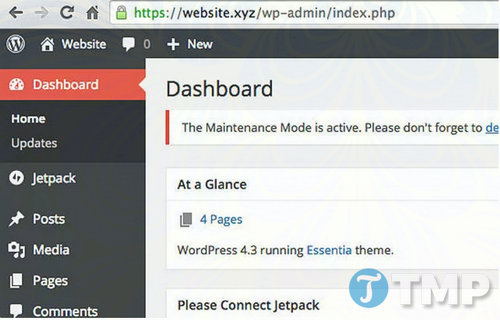 https://website.xyz/wp-admin/index.php
Website 0 + New
Dashboard
Home
Updates
Jetpack
Posts
Media
Pages
Comments
Dashboard
The Maintenance Mode is active. Please don't forget to de
At a Glance
4 Pages
WordPress 4.3 running Essentia theme.
Please Connect Jetpack
TMP